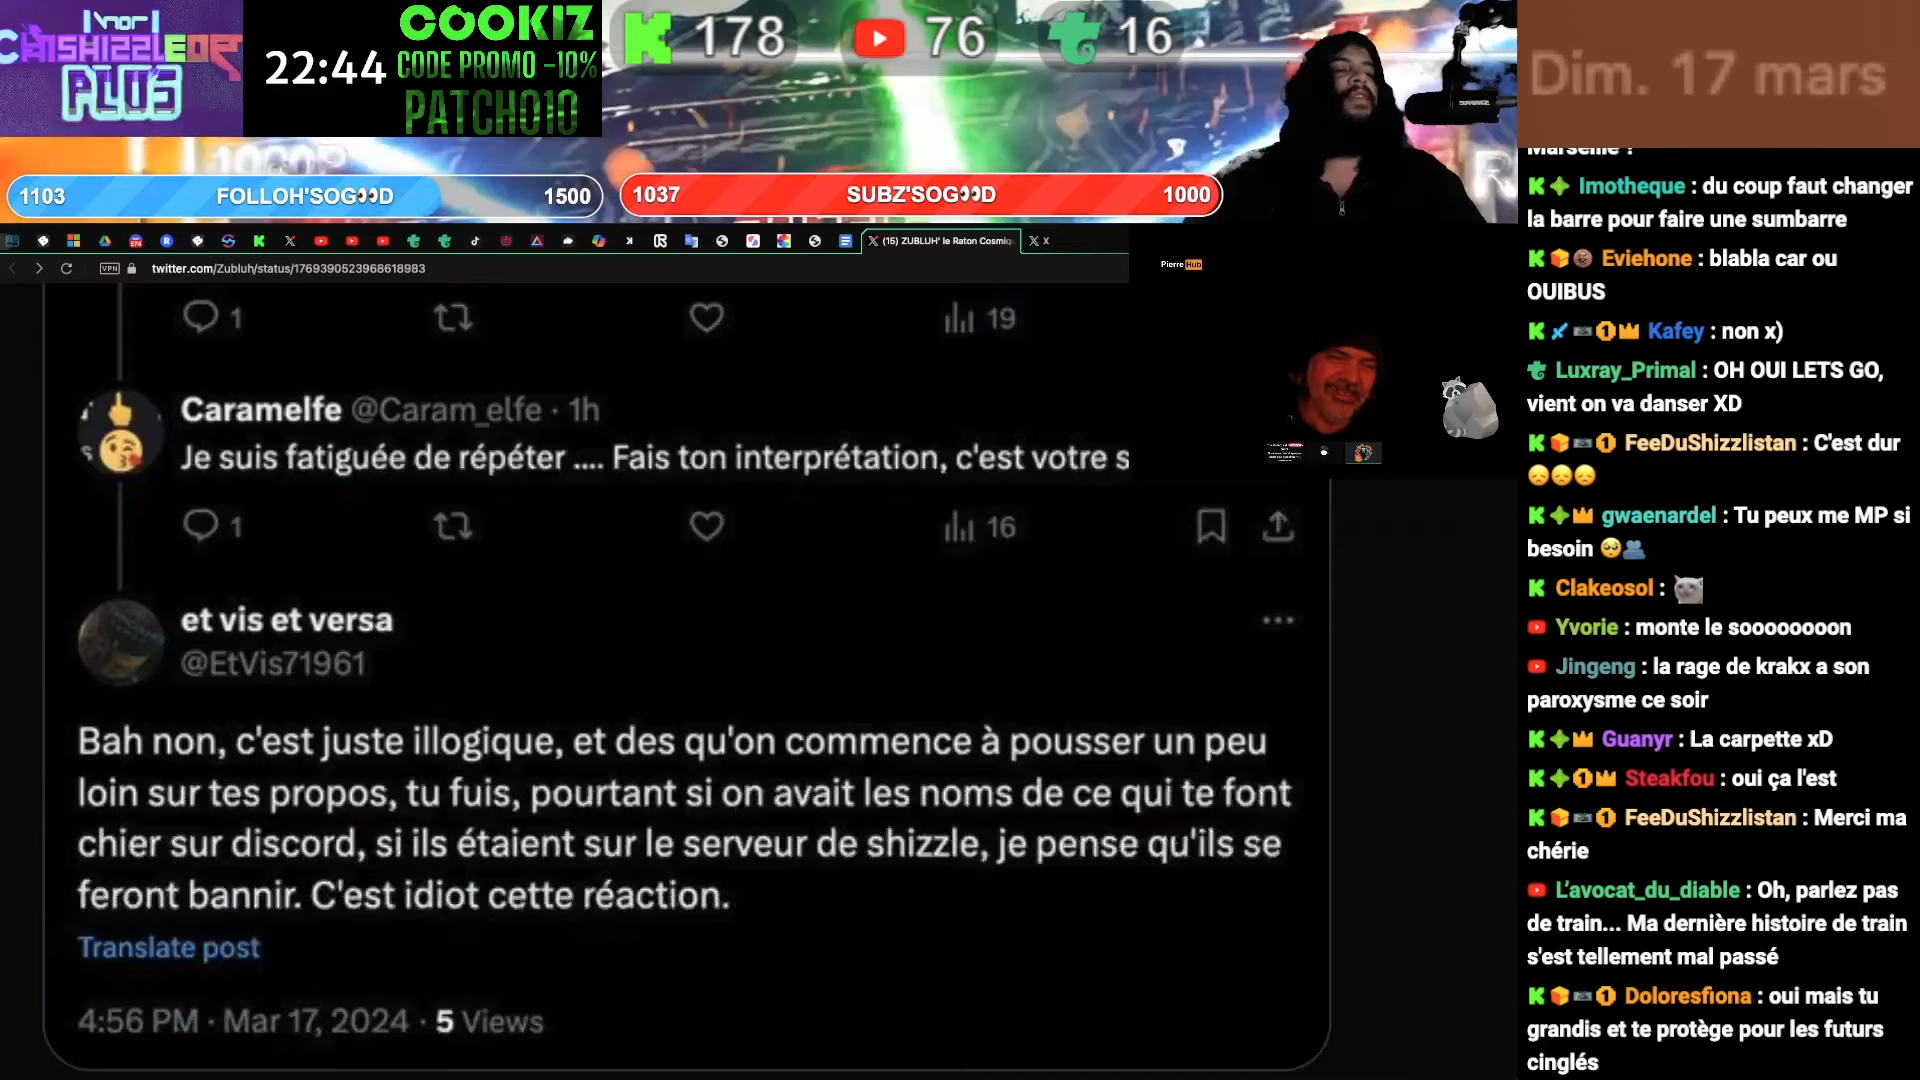 PLUS
22:44
COOKIZ
CODE PROMO -10%
PATCHO10
178
76
16
Dim. 17 mars
1103 FOLLOH'SOG👀D 1500
1037 SUBZ'SOG👀D 1000
(15) ZUBLUH' le Raton Cosmiq
X
VPN
twitter.com/Zubluh/status/1769390523968618983
PierreHub
1
19
Caramelfe @Caram_elfe · 1h
Je suis fatiguée de répéter .... Fais ton interprétation, c'est votre s
1
16
et vis et versa
@EtVis71961
Bah non, c'est juste illogique, et des qu'on commence à pousser un peu
loin sur tes propos, tu fuis, pourtant si on avait les noms de ce qui te font
chier sur discord, si ils étaient sur le serveur de shizzle, je pense qu'ils se
feront bannir. C'est idiot cette réaction.
Translate post
4:56 PM · Mar 17, 2024 · 5 Views
Marseille !
Imotheque : du coup faut changer
la barre pour faire une sumbarre
Eviehone : blabla car ou
OUIBUS
Kafey : non x)
Luxray_Primal : OH OUI LETS GO,
vient on va danser XD
FeeDuShizzlistan : C'est dur
😞😞😞
gwaenardel : Tu peux me MP si
besoin 🥺🫂
Clakeosol :
Yvorie : monte le sooooooooon
Jingeng : la rage de krakx a son
paroxysme ce soir
Guanyr : La carpette xD
Steakfou : oui ça l'est
FeeDuShizzlistan : Merci ma
chérie
L'avocat_du_diable : Oh, parlez pas
de train... Ma dernière histoire de train
s'est tellement mal passé
Doloresfiona : oui mais tu
grandis et te protège pour les futurs
cinglés